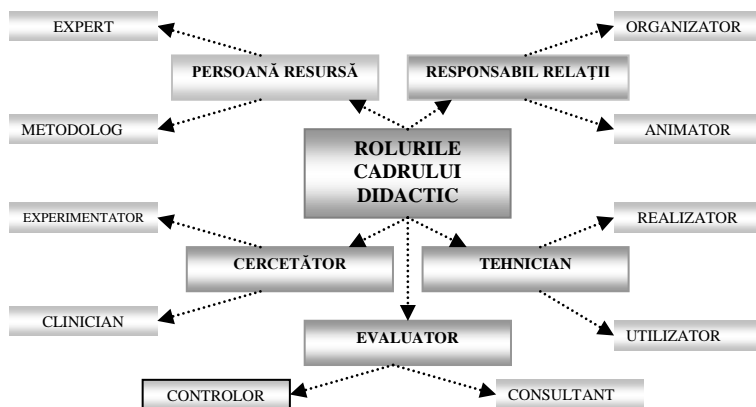 EXPERT
ORGANIZATOR
PERSOANĂ RESURSĂ
RESPONSABIL RELAȚII
METODOLOG
ANIMATOR
ROLURILE
CADRULUI
DIDACTIC
EXPERIMENTATOR
REALIZATOR
CERCETĂTOR
TEHNICIAN
CLINICIAN
UTILIZATOR
EVALUATOR
CONTROLOR
CONSULTANT